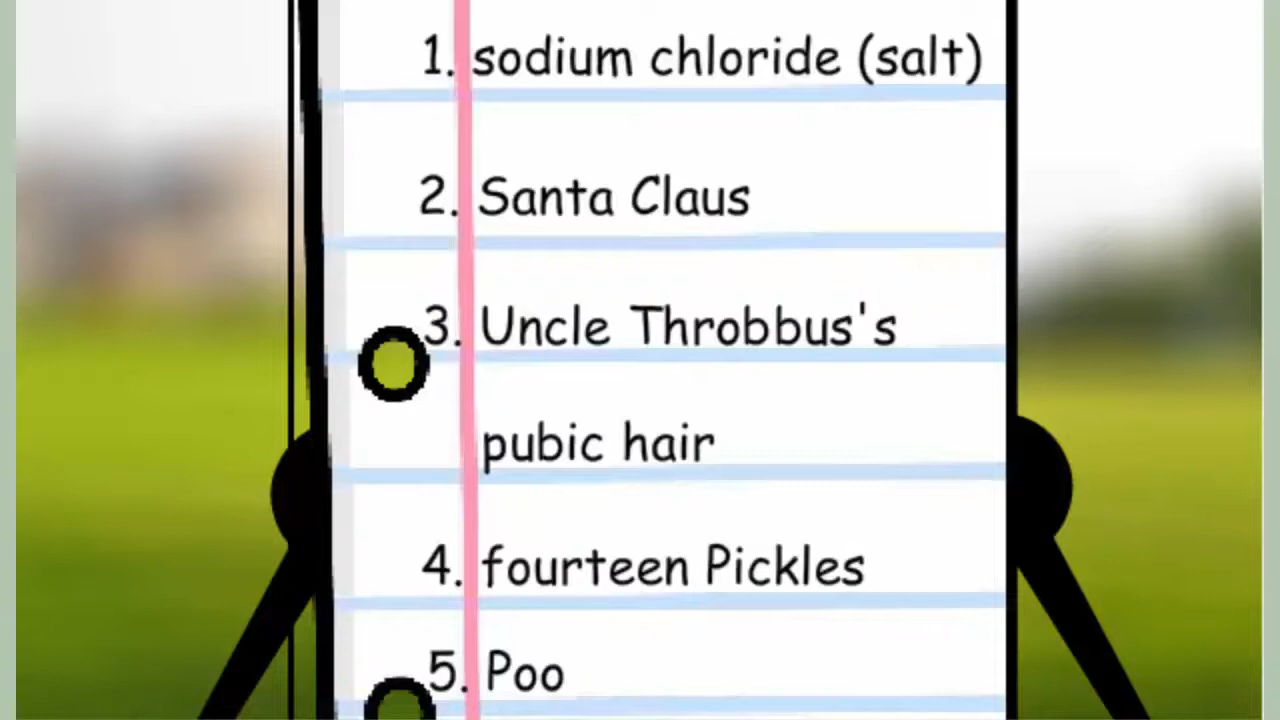 1. sodium chloride (salt)
2. Santa Claus
3. Uncle Throbbus's
pubic hair
4. fourteen Pickles
5. Poo